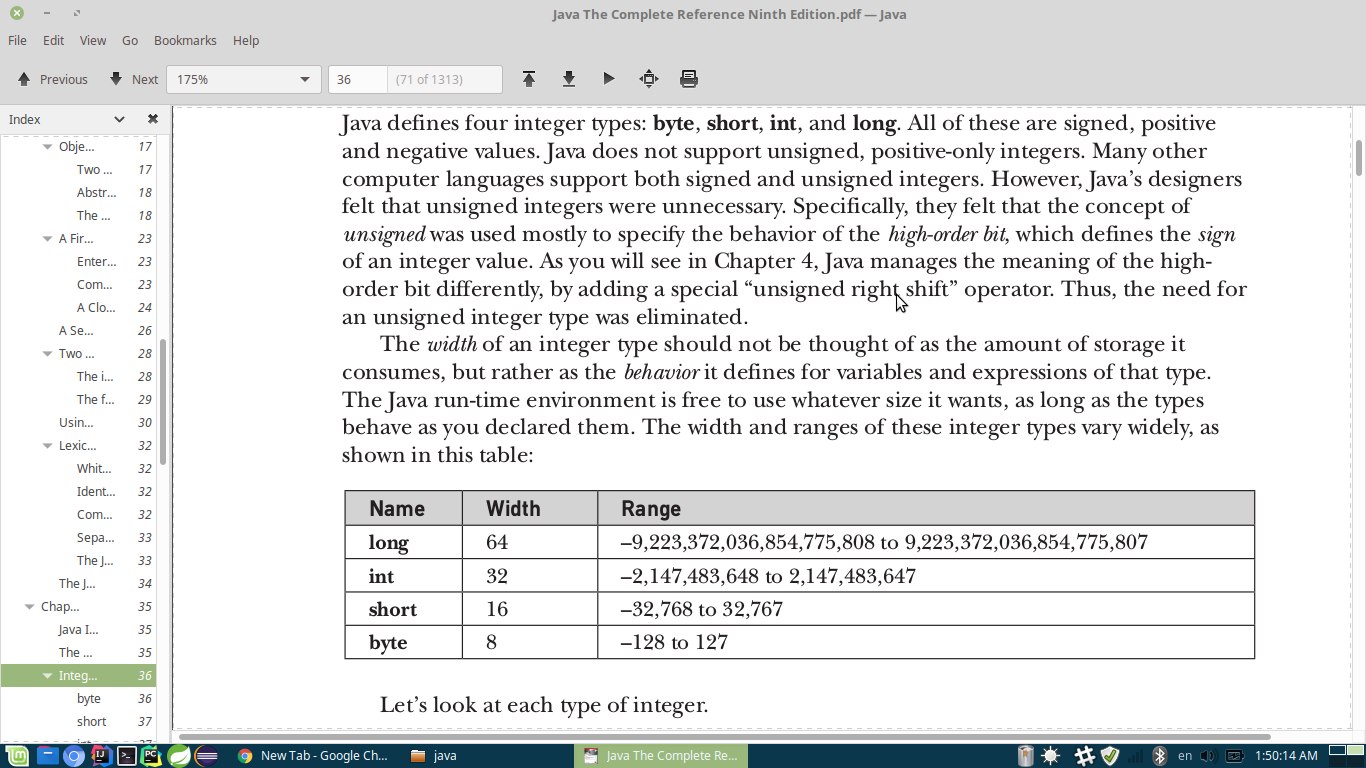 Java The Complete Reference Ninth Edition.pdf — Java
File Edit View Go Bookmarks Help
Previous Next 175% 36 (71 of 1313)
Index
Obje... 17
Two ... 17
Abstr... 18
The ... 18
A Fir... 23
Enter... 23
Com... 23
A Clo... 24
A Se... 26
Two ... 28
The i... 28
The f... 29
Usin... 30
Lexic... 32
Whit... 32
Ident... 32
Com... 32
Sepa... 33
The J... 33
The J... 34
Chap... 35
Java I... 35
The ... 35
Integ... 36
byte 36
short 37
Java defines four integer types: byte, short, int, and long. All of these are signed, positive
and negative values. Java does not support unsigned, positive-only integers. Many other
computer languages support both signed and unsigned integers. However, Java's designers
felt that unsigned integers were unnecessary. Specifically, they felt that the concept of
unsigned was used mostly to specify the behavior of the high-order bit, which defines the sign
of an integer value. As you will see in Chapter 4, Java manages the meaning of the high-
order bit differently, by adding a special “unsigned right shift” operator. Thus, the need for
an unsigned integer type was eliminated.
The width of an integer type should not be thought of as the amount of storage it
consumes, but rather as the behavior it defines for variables and expressions of that type.
The Java run-time environment is free to use whatever size it wants, as long as the types
behave as you declared them. The width and ranges of these integer types vary widely, as
shown in this table:
Name Width Range
long 64 –9,223,372,036,854,775,808 to 9,223,372,036,854,775,807
int 32 –2,147,483,648 to 2,147,483,647
short 16 –32,768 to 32,767
byte 8 –128 to 127
Let's look at each type of integer.
New Tab - Google Ch... java Java The Complete Re... en 1:50:14 AM